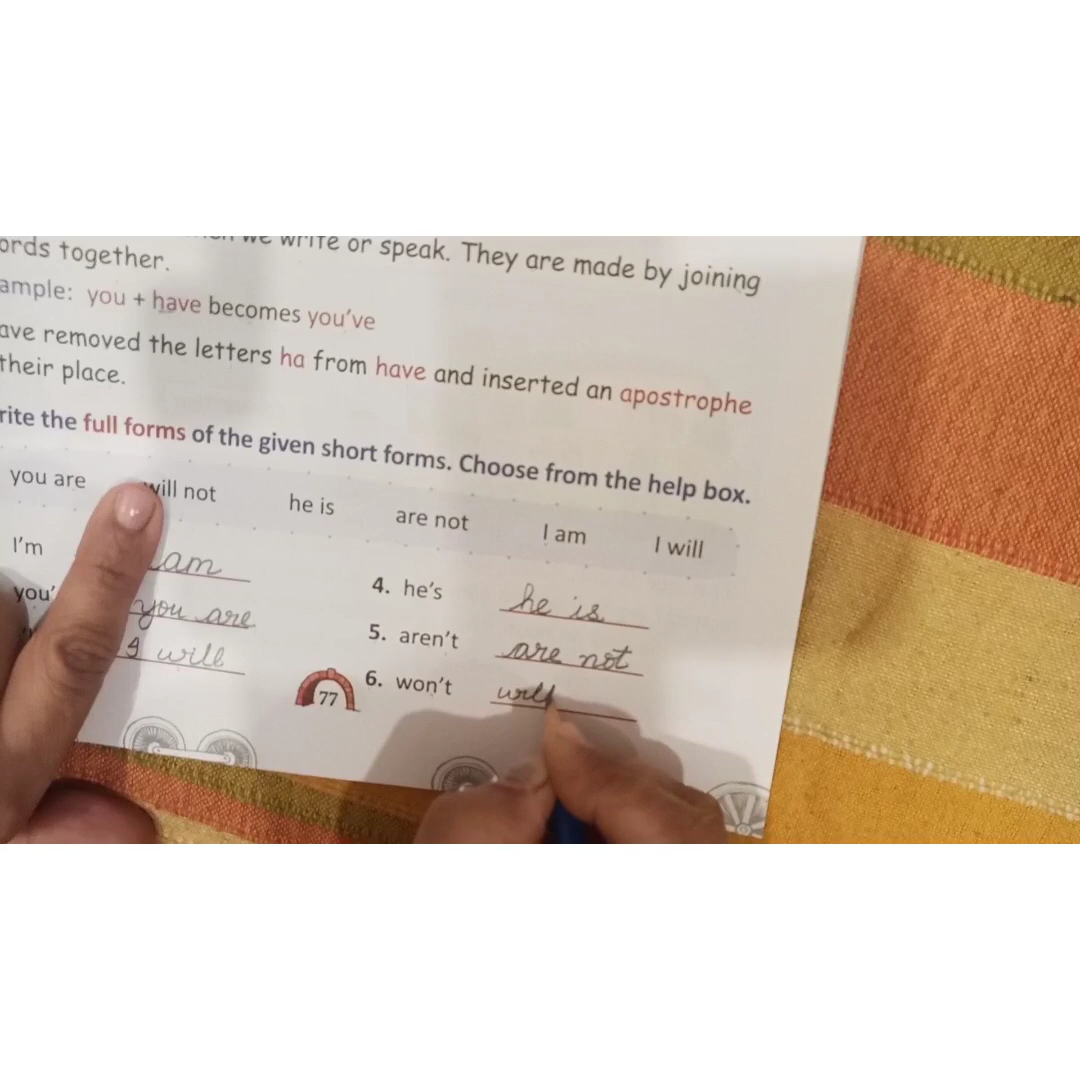 we write or speak. They are made by joining
ords together.
ample: you + have becomes you've
ave removed the letters ha from have and inserted an apostrophe
their place.
rite the full forms of the given short forms. Choose from the help box.
you are will not he is are not I am I will
I'm am 4. he's he is
you' you are 5. aren't are not
I will 6. won't will
77